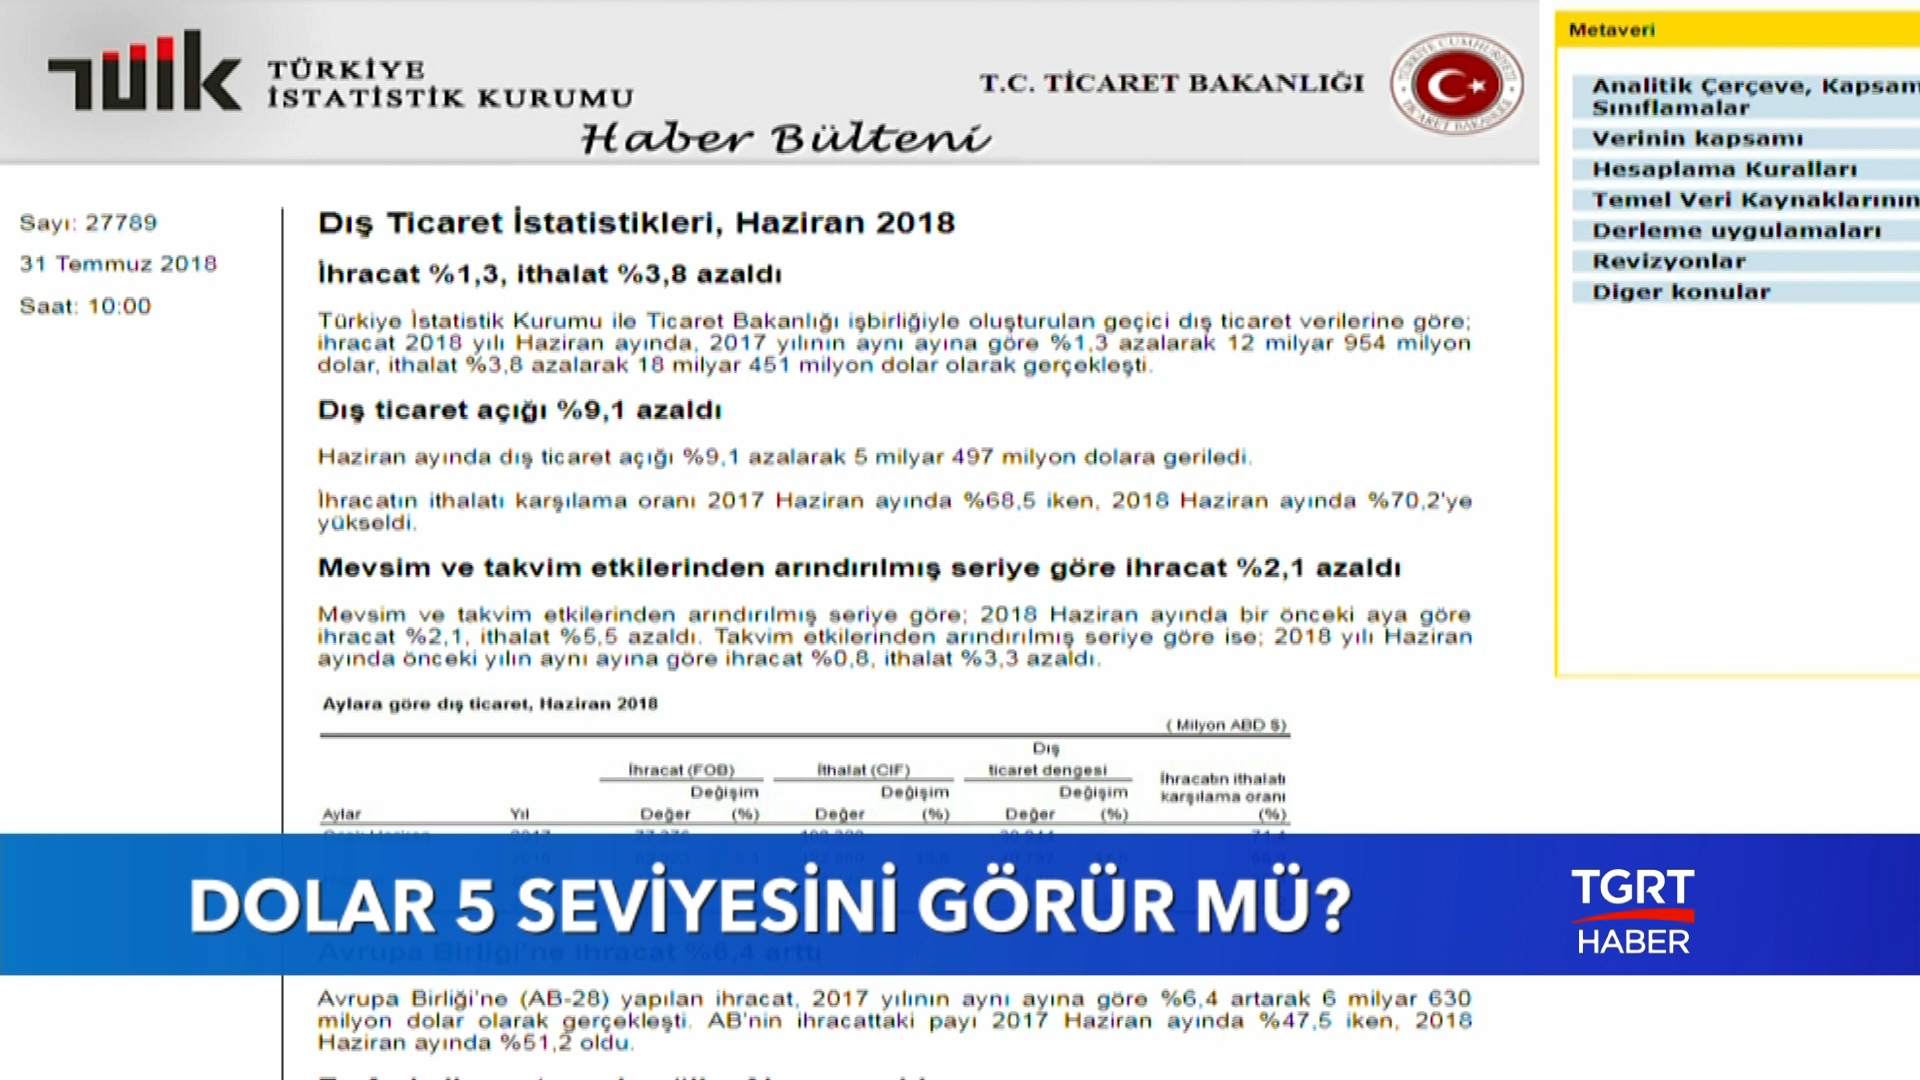 TÜİK
TÜRKİYE
İSTATİSTİK KURUMU
T.C. TİCARET BAKANLIĞI
Haber Bülteni
Metaveri
Analitik Çerçeve, Kapsam
Sınıflamalar
Verinin kapsamı
Hesaplama Kuralları
Temel Veri Kaynaklarının
Derleme uygulamaları
Revizyonlar
Diger konular
Sayı: 27789
31 Temmuz 2018
Saat: 10:00
Dış Ticaret İstatistikleri, Haziran 2018
İhracat %1,3, ithalat %3,8 azaldı
Türkiye İstatistik Kurumu ile Ticaret Bakanlığı işbirliğiyle oluşturulan geçici dış ticaret verilerine göre;
ihracat 2018 yılı Haziran ayında, 2017 yılının aynı ayına göre %1,3 azalarak 12 milyar 954 milyon
dolar, ithalat %3,8 azalarak 18 milyar 451 milyon dolar olarak gerçekleşti.
Dış ticaret açığı %9,1 azaldı
Haziran ayında dış ticaret açığı %9,1 azalarak 5 milyar 497 milyon dolara geriledi.
İhracatın ithalatı karşılama oranı 2017 Haziran ayında %68,5 iken, 2018 Haziran ayında %70,2'ye
yükseldi.
Mevsim ve takvim etkilerinden arındırılmış seriye göre ihracat %2,1 azaldı
Mevsim ve takvim etkilerinden arındırılmış seriye göre; 2018 Haziran ayında bir önceki aya göre
ihracat %2,1, ithalat %5,5 azaldı. Takvim etkilerinden arındırılmış seriye göre ise; 2018 yılı Haziran
ayında önceki yılın aynı ayına göre ihracat %0,8, ithalat %3,3 azaldı.
Aylara göre dış ticaret, Haziran 2018
( Milyon ABD $)
Dış
İhracat (FOB) İthalat (CIF) ticaret dengesi İhracatın ithalatı
Değişim Değişim Değişim karşılama oranı
Aylar Yıl Değer (%) Değer (%) Değer (%) (%)
DOLAR 5 SEVİYESİNİ GÖRÜR MÜ?
TGRT
HABER
Avrupa Birliği'ne ihracat %6,4 arttı
Avrupa Birliği'ne (AB-28) yapılan ihracat, 2017 yılının aynı ayına göre %6,4 artarak 6 milyar 630
milyon dolar olarak gerçekleşti. AB'nin ihracattaki payı 2017 Haziran ayında %47,5 iken, 2018
Haziran ayında %51,2 oldu.